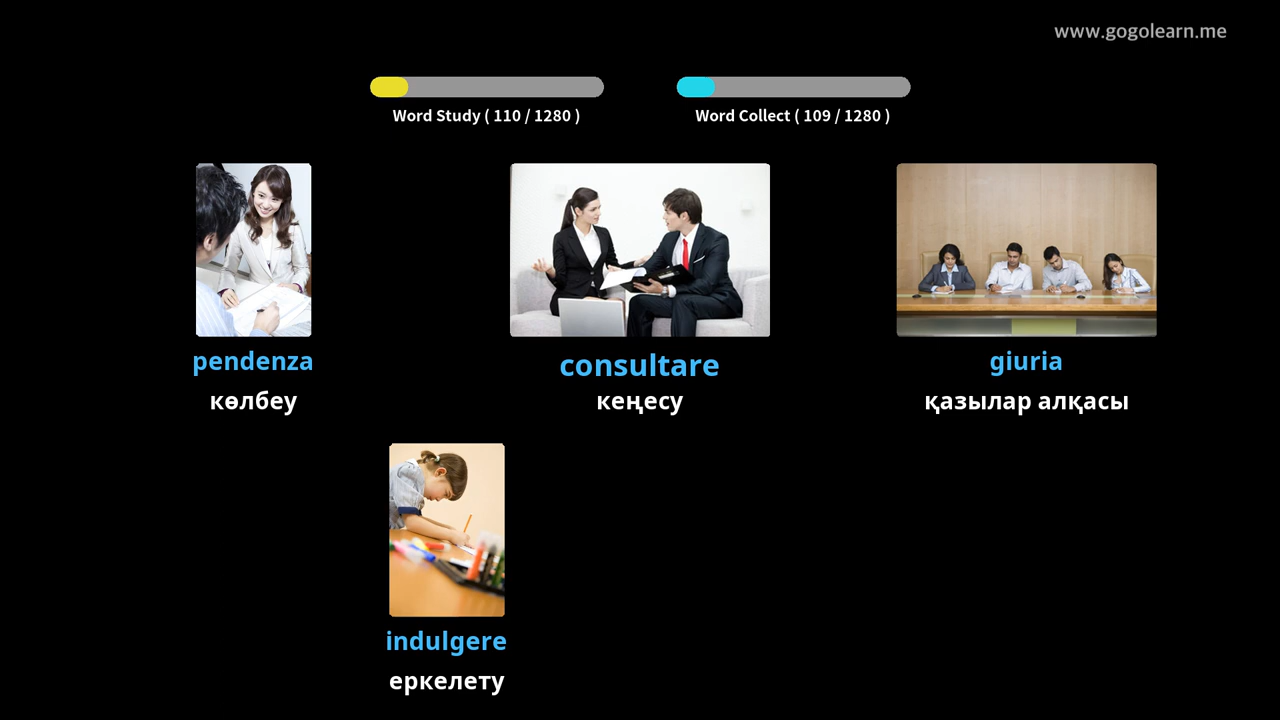 www.gogolearn.me
Word Study ( 110 / 1280 )
Word Collect ( 109 / 1280 )
pendenza
consultare
giuria
көлбеу
кеңесу
қазылар алқасы
indulgere
еркелету